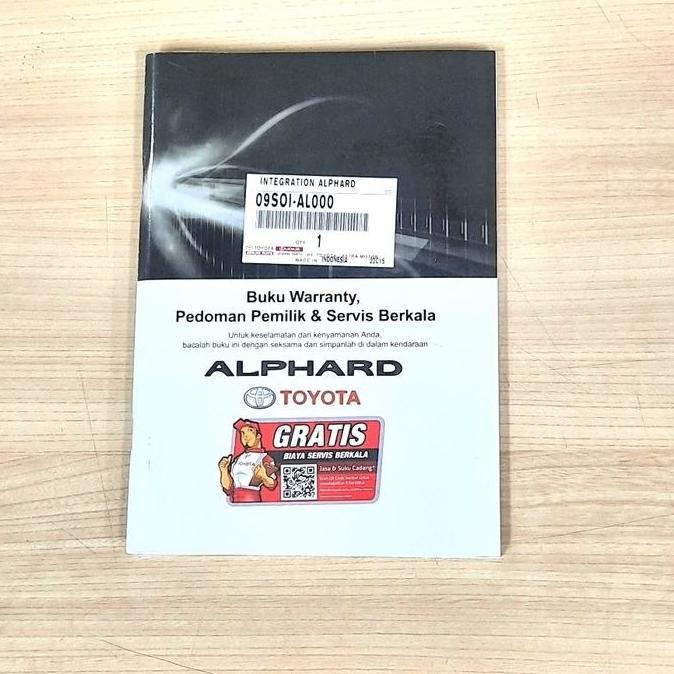 INTEGRATION ALPHARD
09SOI-AL000
QTY 1
MADE IN INDONESIA
Buku Warranty,
Pedoman Pemilik & Servis Berkala
Untuk keselamatan dan kenyamanan Anda,
bacalah buku ini dengan seksama dan simpanlah di dalam kendaraan
ALPHARD
TOYOTA
GRATIS
BIAYA SERVIS BERKALA
Jasa & Suku Cadang*
TOYOTA